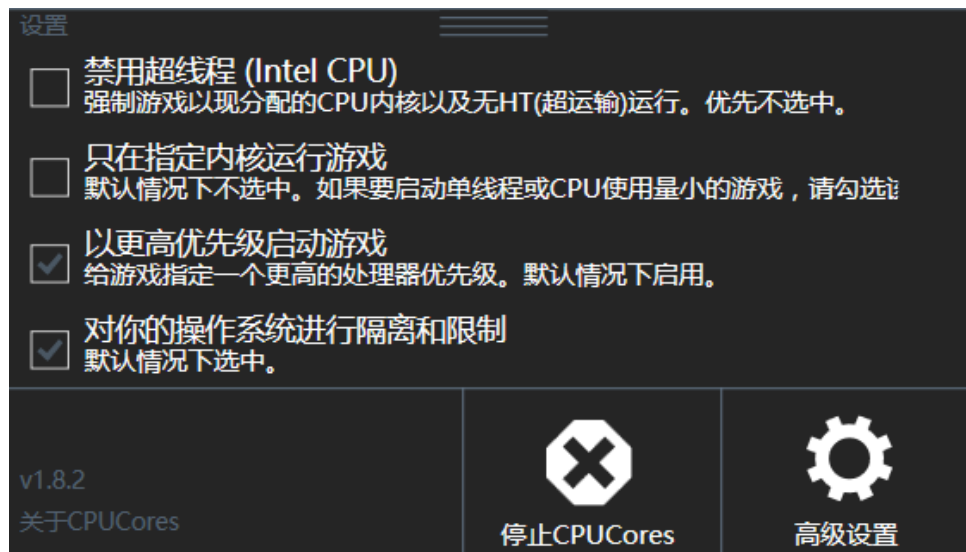 设置
禁用超线程 (Intel CPU)
强制游戏以现分配的CPU内核以及无HT(超运输)运行。优先不选中。
只在指定内核运行游戏
默认情况下不选中。如果要启动单线程或CPU使用量小的游戏，请勾选
以更高优先级启动游戏
给游戏指定一个更高的处理器优先级。默认情况下启用。
对你的操作系统进行隔离和限制
默认情况下选中。
v1.8.2
关于CPUCores
停止CPUCores
高级设置